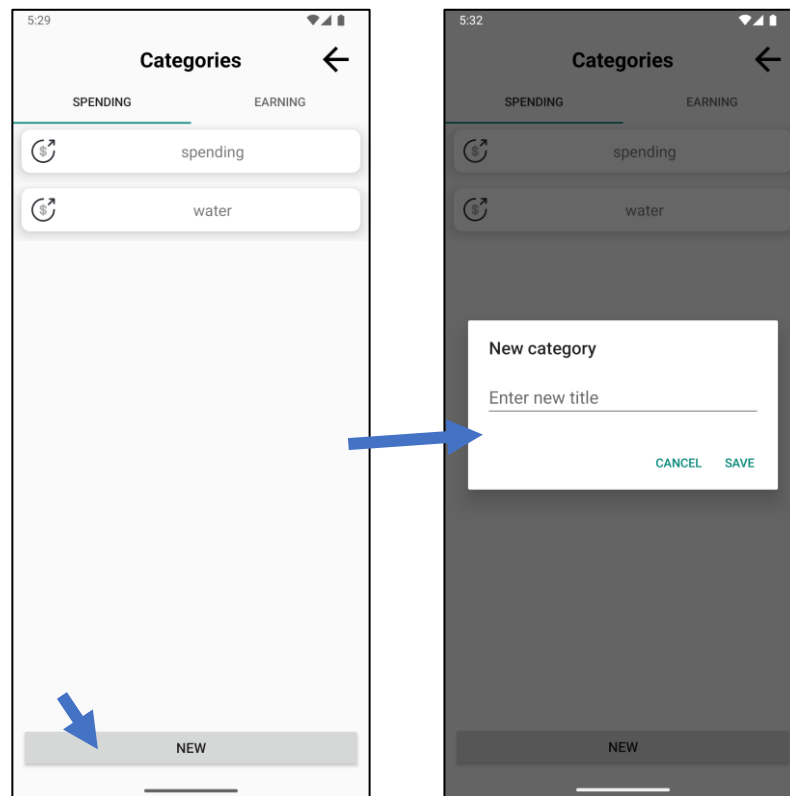 5:29
Categories
SPENDING EARNING
$ spending
$ water
NEW
5:32
Categories
SPENDING EARNING
$ spending
$ water
New category
Enter new title
CANCEL SAVE
NEW